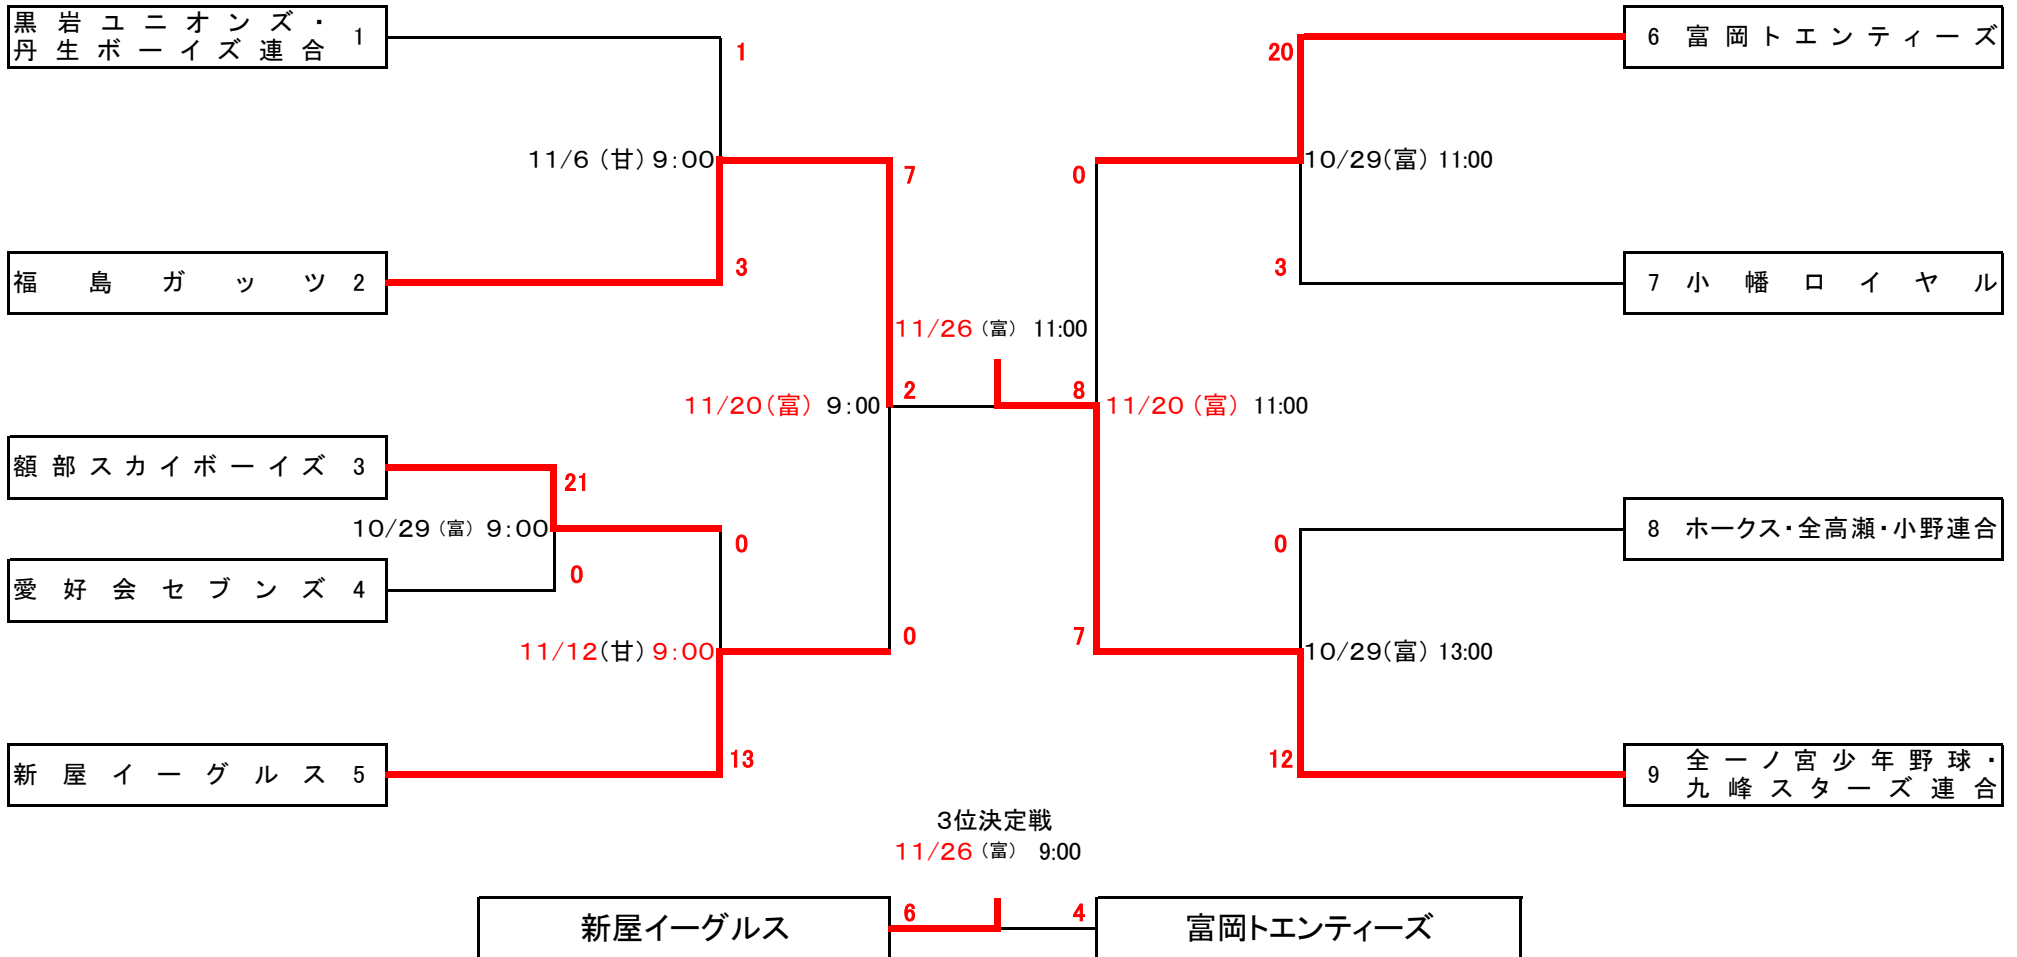 黒岩ユニオンズ・
丹生ボーイズ連合 1
1
20
6 富岡トエンティーズ
11/6（甘）9：00
7
0
10/29（富）11:00
福島ガッツ 2
3
3
7 小幡ロイヤル
11/26（富） 11:00
11/20（富） 9：00
2
8
11/20（富） 11:00
額部スカイボーイズ 3
21
10/29（富）9：00
0
0
8 ホークス・全高瀬・小野連合
愛好会セブンズ 4
0
11/12（甘）9：00
0
7
10/29（富）13:00
新屋イーグルス 5
13
12
9 全一ノ宮少年野球・
九峰スターズ連合
3位決定戦
11/26（富） 9:00
新屋イーグルス
6
4
富岡トエンティーズ